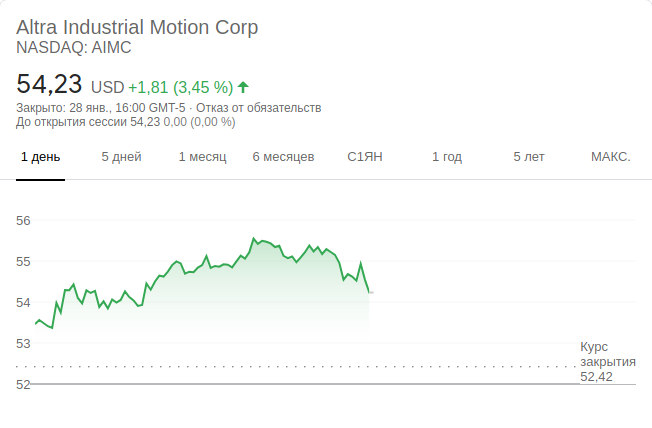 Altra Industrial Motion Corp
NASDAQ: AIMC
54,23 USD +1,81 (3,45 %)
Закрыто: 28 янв., 16:00 GMT-5 · Отказ от обязательств
До открытия сессии 54,23 0,00 (0,00 %)
1 день 5 дней 1 месяц 6 месяцев С1ЯН 1 год 5 лет МАКС.
56
55
54
53
Курс
закрытия
52,42
52